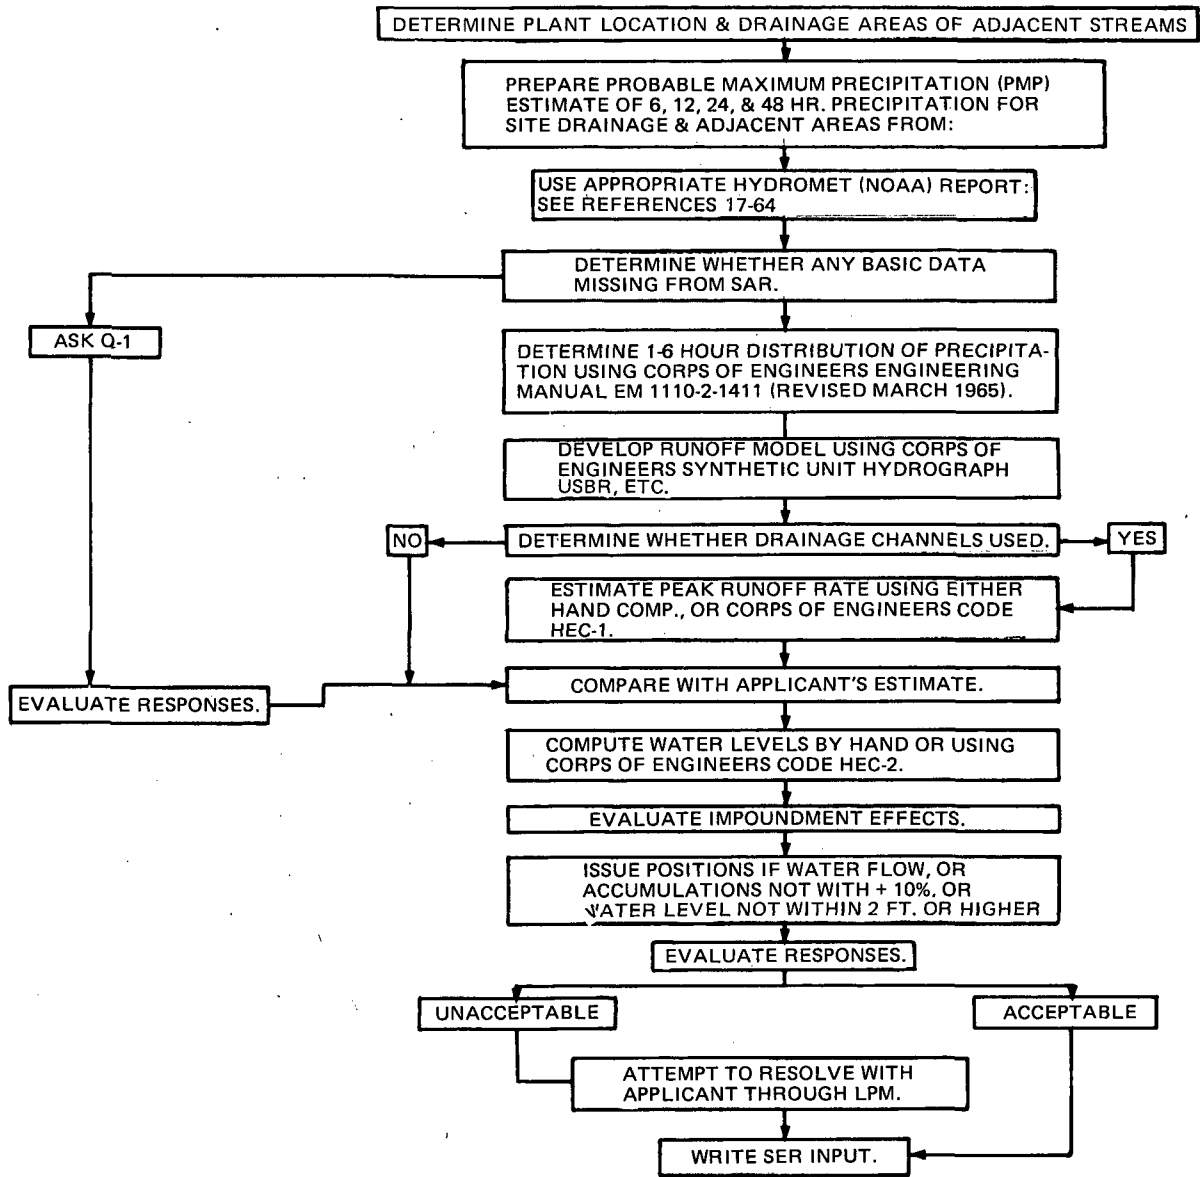 DETERMINE PLANT LOCATION & DRAINAGE AREAS OF ADJACENT STREAMS
PREPARE PROBABLE MAXIMUM PRECIPITATION (PMP)
ESTIMATE OF 6, 12, 24, & 48 HR. PRECIPITATION FOR
SITE DRAINAGE & ADJACENT AREAS FROM:
USE APPROPRIATE HYDROMET (NOAA) REPORT:
SEE REFERENCES 17-64
DETERMINE WHETHER ANY BASIC DATA
MISSING FROM SAR.
ASK Q-1
DETERMINE 1-6 HOUR DISTRIBUTION OF PRECIPITA-
TION USING CORPS OF ENGINEERS ENGINEERING
MANUAL EM 1110-2-1411 (REVISED MARCH 1965).
DEVELOP RUNOFF MODEL USING CORPS OF
ENGINEERS SYNTHETIC UNIT HYDROGRAPH
USBR, ETC.
NO
DETERMINE WHETHER DRAINAGE CHANNELS USED.
YES
ESTIMATE PEAK RUNOFF RATE USING EITHER
HAND COMP., OR CORPS OF ENGINEERS CODE
HEC-1.
EVALUATE RESPONSES.
COMPARE WITH APPLICANT'S ESTIMATE.
COMPUTE WATER LEVELS BY HAND OR USING
CORPS OF ENGINEERS CODE HEC-2.
EVALUATE IMPOUNDMENT EFFECTS.
ISSUE POSITIONS IF WATER FLOW, OR
ACCUMULATIONS NOT WITH + 10%, OR
WATER LEVEL NOT WITHIN 2 FT. OR HIGHER
EVALUATE RESPONSES.
UNACCEPTABLE
ACCEPTABLE
ATTEMPT TO RESOLVE WITH
APPLICANT THROUGH LPM.
WRITE SER INPUT.